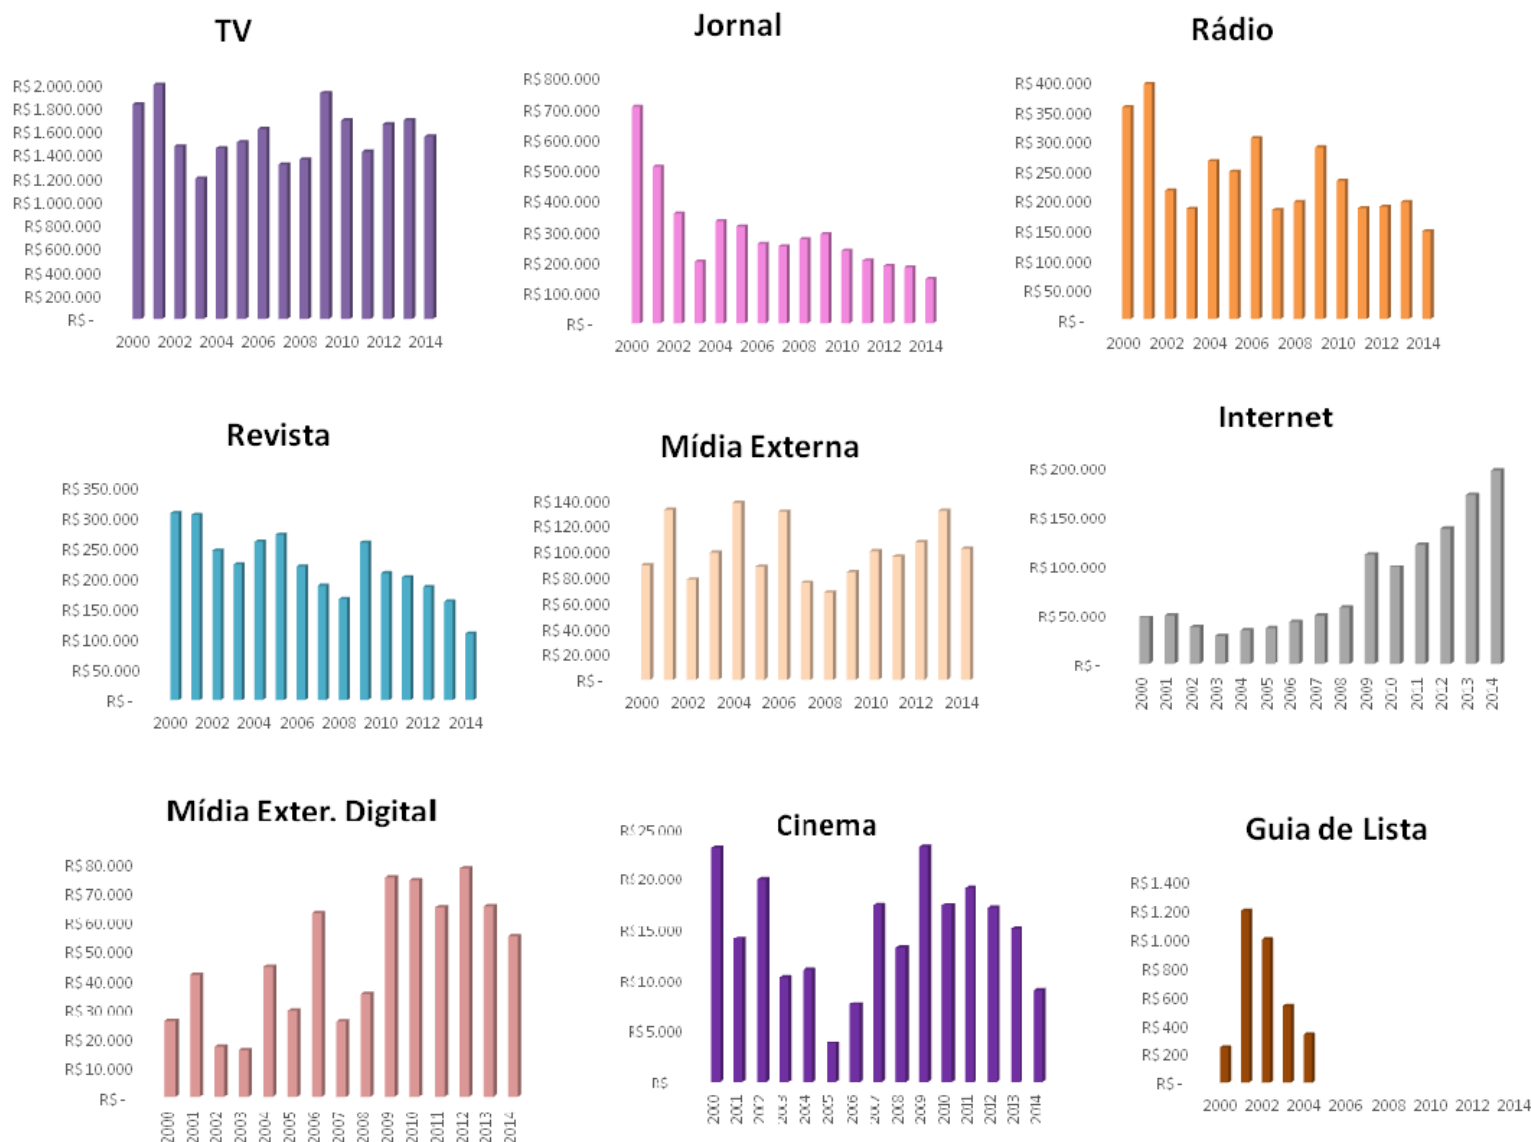 TV
R$ 2.000.000
R$ 1.800.000
R$ 1.600.000
R$ 1.400.000
R$ 1.200.000
R$ 1.000.000
R$ 800.000
R$ 600.000
R$ 400.000
R$ 200.000
R$ -
2000 2002 2004 2006 2008 2010 2012 2014
Jornal
R$ 800.000
R$ 700.000
R$ 600.000
R$ 500.000
R$ 400.000
R$ 300.000
R$ 200.000
R$ 100.000
R$ -
2000 2002 2004 2006 2008 2010 2012 2014
Rádio
R$ 400.000
R$ 350.000
R$ 300.000
R$ 250.000
R$ 200.000
R$ 150.000
R$ 100.000
R$ 50.000
R$ -
2000 2002 2004 2006 2008 2010 2012 2014
Revista
R$ 350.000
R$ 300.000
R$ 250.000
R$ 200.000
R$ 150.000
R$ 100.000
R$ 50.000
R$ -
2000 2002 2004 2006 2008 2010 2012 2014
Mídia Externa
R$ 140.000
R$ 120.000
R$ 100.000
R$ 80.000
R$ 60.000
R$ 40.000
R$ 20.000
R$ -
2000 2002 2004 2006 2008 2010 2012 2014
Internet
R$ 200.000
R$ 150.000
R$ 100.000
R$ 50.000
R$ -
2000 2001 2002 2003 2004 2005 2006 2007 2008 2009 2010 2011 2012 2013 2014
Mídia Exter. Digital
R$ 80.000
R$ 70.000
R$ 60.000
R$ 50.000
R$ 40.000
R$ 30.000
R$ 20.000
R$ 10.000
R$ -
2000 2001 2002 2003 2004 2005 2006 2007 2008 2009 2010 2011 2012 2013 2014
Cinema
R$ 25.000
R$ 20.000
R$ 15.000
R$ 10.000
R$ 5.000
R$
2000 2001 2002 2003 2004 2005 2006 2007 2008 2009 2010 2011 2012 2013 2014
Guia de Lista
R$ 1.400
R$ 1.200
R$ 1.000
R$ 800
R$ 600
R$ 400
R$ 200
R$ -
2000 2002 2004 2006 2008 2010 2012 2014